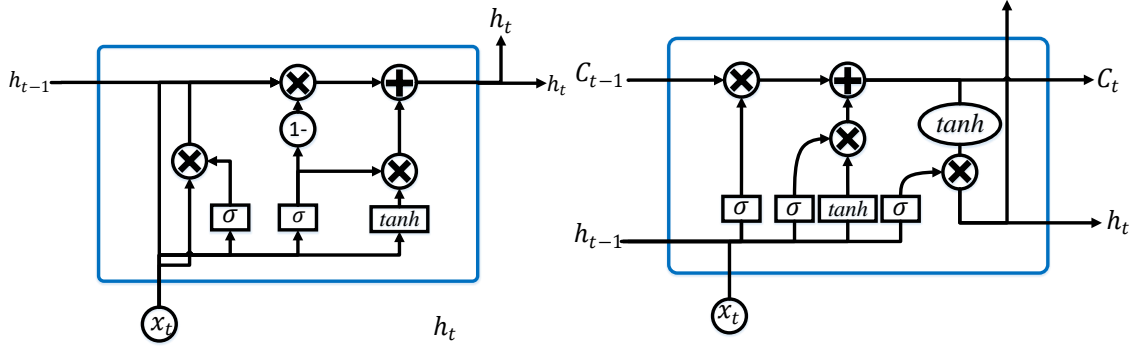 h_t
h_{t-1}
h_t
1-
σ
σ
tanh
x_t
h_t
C_{t-1}
C_t
tanh
σ
σ
tanh
σ
h_{t-1}
h_t
x_t